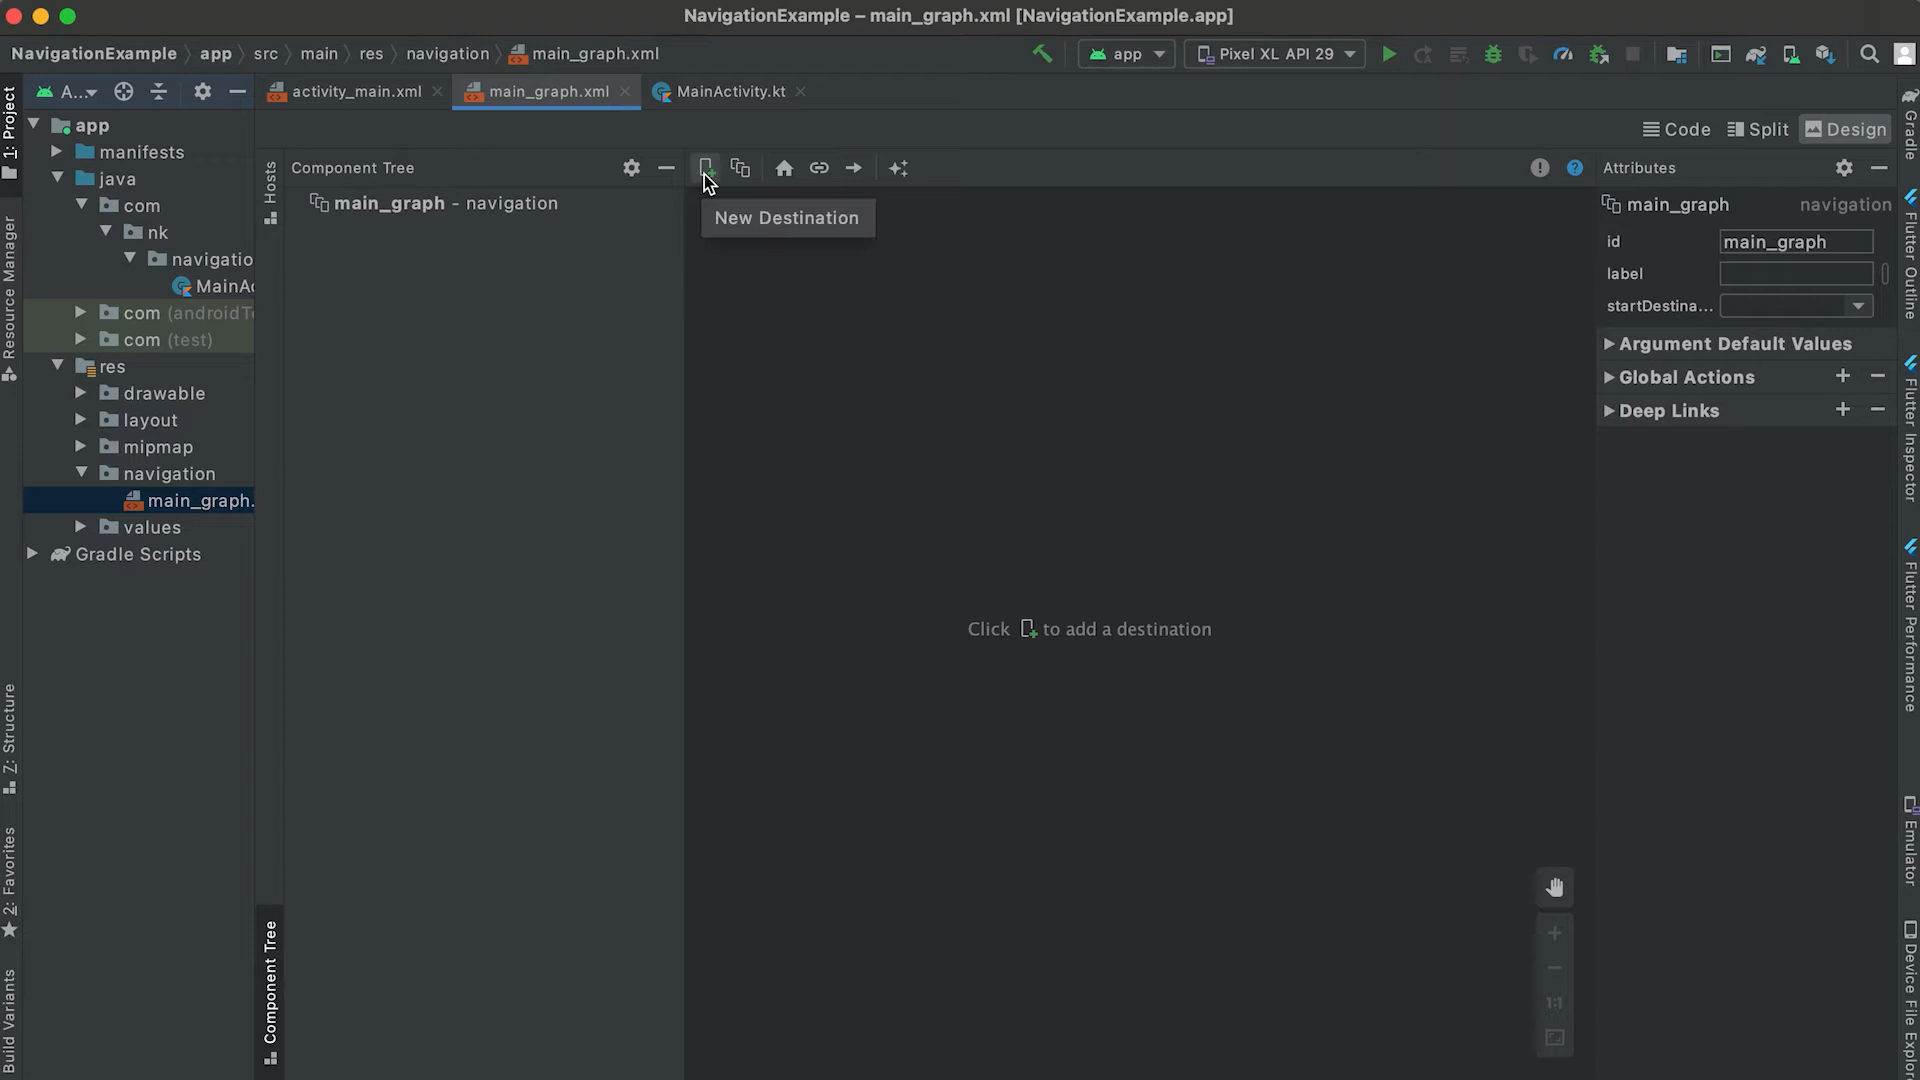 NavigationExample – main_graph.xml [NavigationExample.app]
NavigationExample app src main res navigation main_graph.xml
app
Pixel XL API 29
A...
activity_main.xml
main_graph.xml
MainActivity.kt
Code
Split
Design
1: Project
Resource Manager
Z: Structure
2: Favorites
Build Variants
app
manifests
java
com
nk
navigatio
MainAc
com (androidTe
com (test)
res
drawable
layout
mipmap
navigation
main_graph.
values
Gradle Scripts
Hosts
Component Tree
Component Tree
main_graph - navigation
New Destination
Click to add a destination
1:1
Attributes
main_graph navigation
id main_graph
label
startDestina...
Argument Default Values
Global Actions
Deep Links
Gradle
Flutter Outline
Flutter Inspector
Flutter Performance
Emulator
Device File Explor